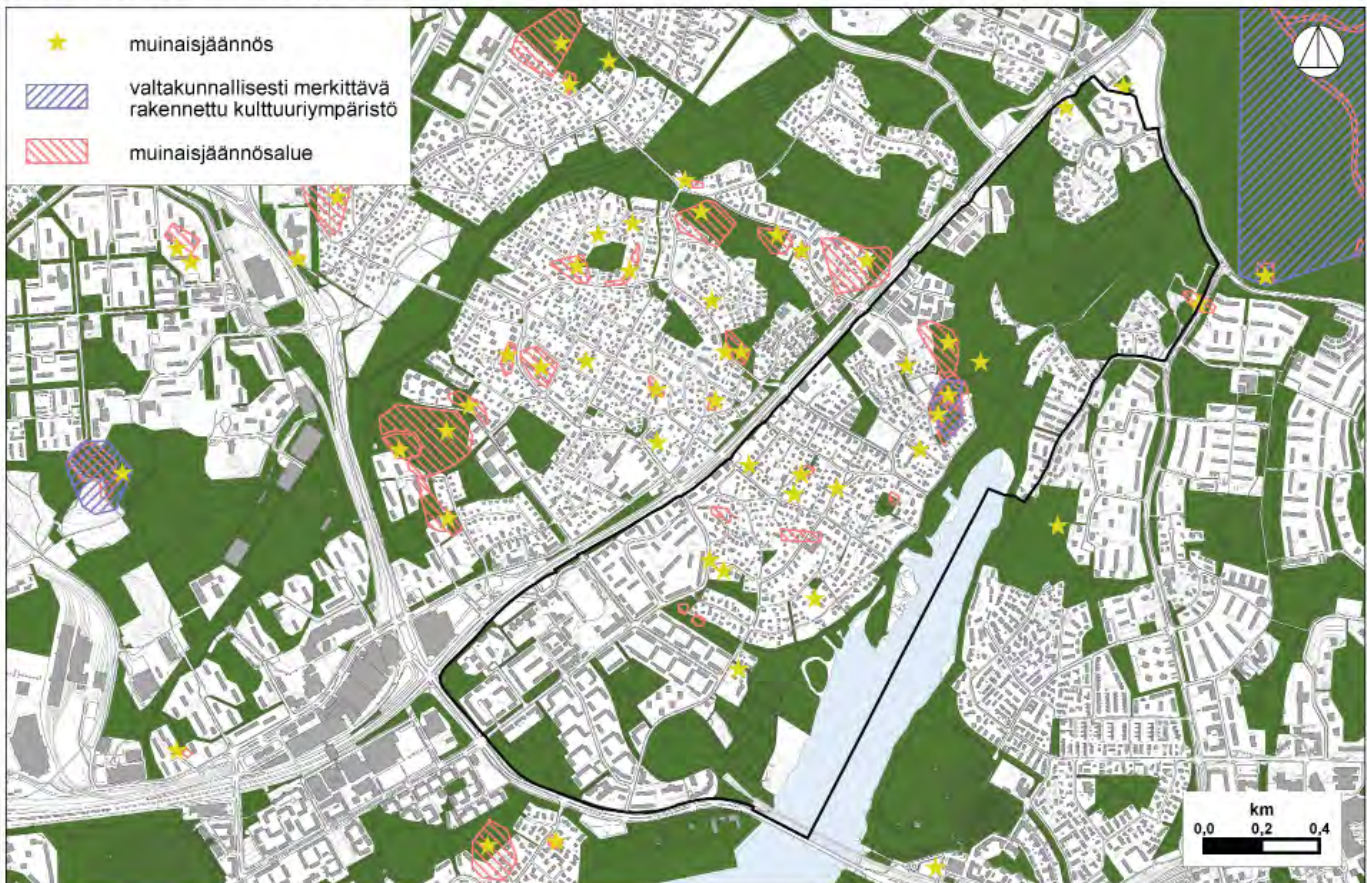 muinaisjäännös
valtakunnallisesti merkittävä
rakennettu kulttuuriympäristö
muinaisjäännösalue
km
0,0 0,2 0,4